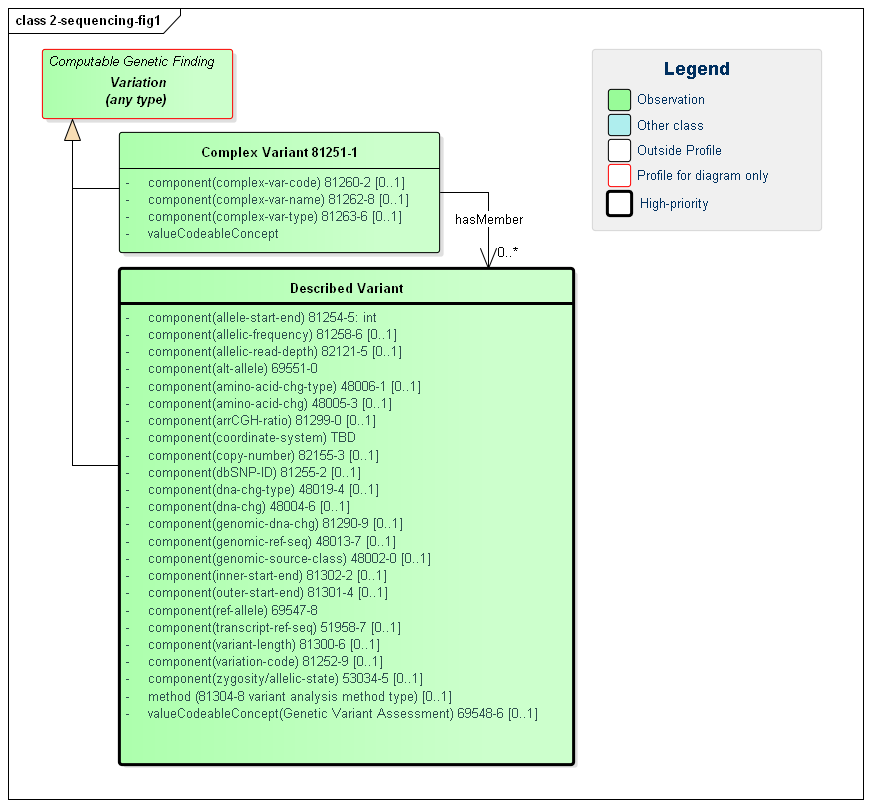 class 2-sequencing-fig1
Computable Genetic Finding
Variation
(any type)
Legend
Observation
Other class
Outside Profile
Profile for diagram only
High-priority
Complex Variant 81251-1
- component(complex-var-code) 81260-2 [0..1]
- component(complex-var-name) 81262-8 [0..1]
- component(complex-var-type) 81263-6 [0..1]
- valueCodeableConcept
hasMember
0..*
Described Variant
- component(allele-start-end) 81254-5: int
- component(allelic-frequency) 81258-6 [0..1]
- component(allelic-read-depth) 82121-5 [0..1]
- component(alt-allele) 69551-0
- component(amino-acid-chg-type) 48006-1 [0..1]
- component(amino-acid-chg) 48005-3 [0..1]
- component(arrCGH-ratio) 81299-0 [0..1]
- component(coordinate-system) TBD
- component(copy-number) 82155-3 [0..1]
- component(dbSNP-ID) 81255-2 [0..1]
- component(dna-chg-type) 48019-4 [0..1]
- component(dna-chg) 48004-6 [0..1]
- component(genomic-dna-chg) 81290-9 [0..1]
- component(genomic-ref-seq) 48013-7 [0..1]
- component(genomic-source-class) 48002-0 [0..1]
- component(inner-start-end) 81302-2 [0..1]
- component(outer-start-end) 81301-4 [0..1]
- component(ref-allele) 69547-8
- component(transcript-ref-seq) 51958-7 [0..1]
- component(variant-length) 81300-6 [0..1]
- component(variation-code) 81252-9 [0..1]
- component(zygosity/allelic-state) 53034-5 [0..1]
- method (81304-8 variant analysis method type) [0..1]
- valueCodeableConcept(Genetic Variant Assessment) 69548-6 [0..1]